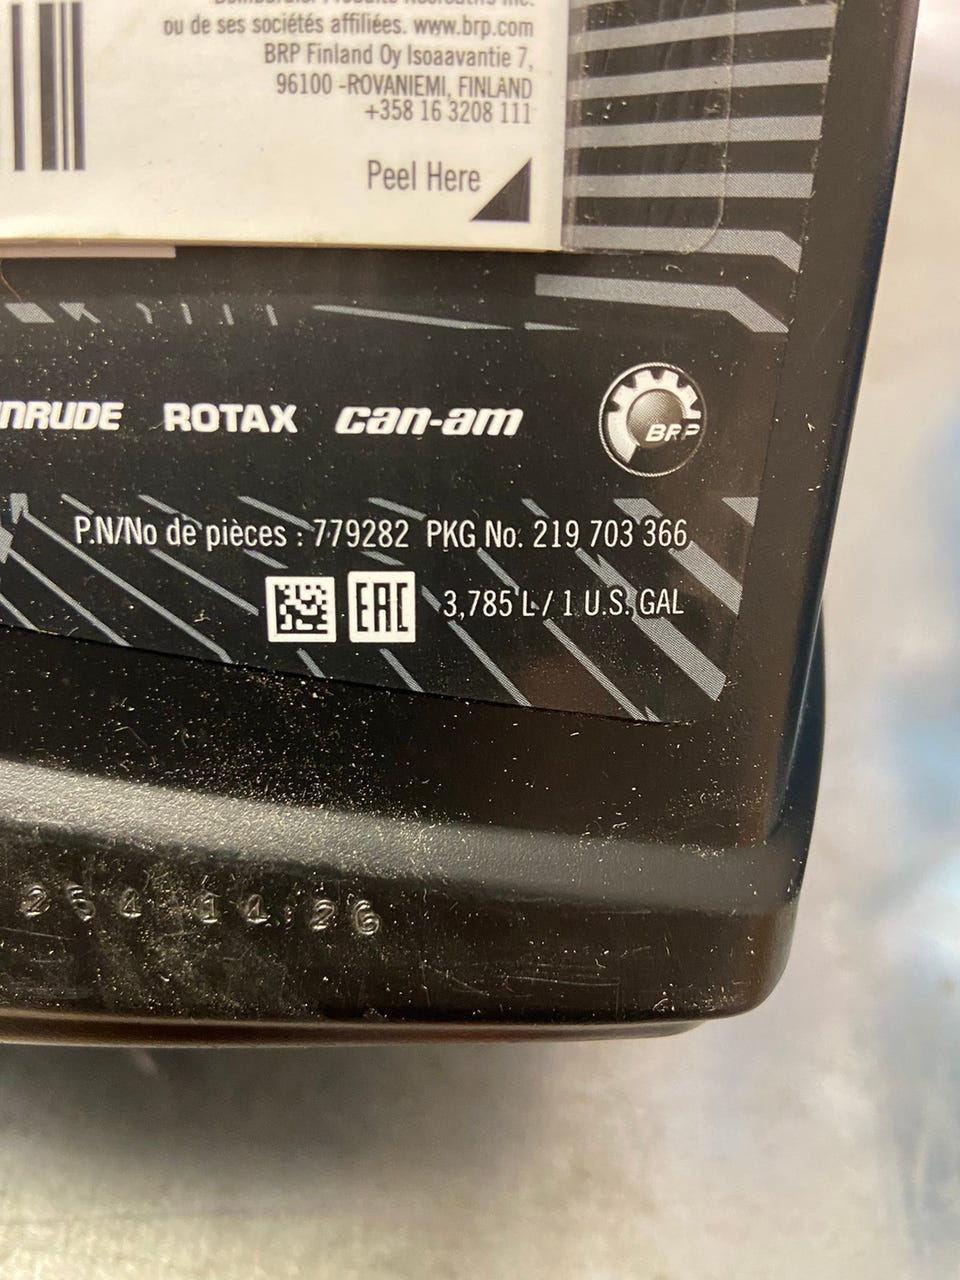 ou de ses sociétés affiliées. www.brp.com
BRP Finland Oy Isoaavantie 7,
96100 -ROVANIEMI, FINLAND
+358 16 3208 111
Peel Here
NRUDE ROTAX can-am BRP
P.N/No de pièces : 779282 PKG No. 219 703 366
EAC 3,785 L / 1 U.S. GAL